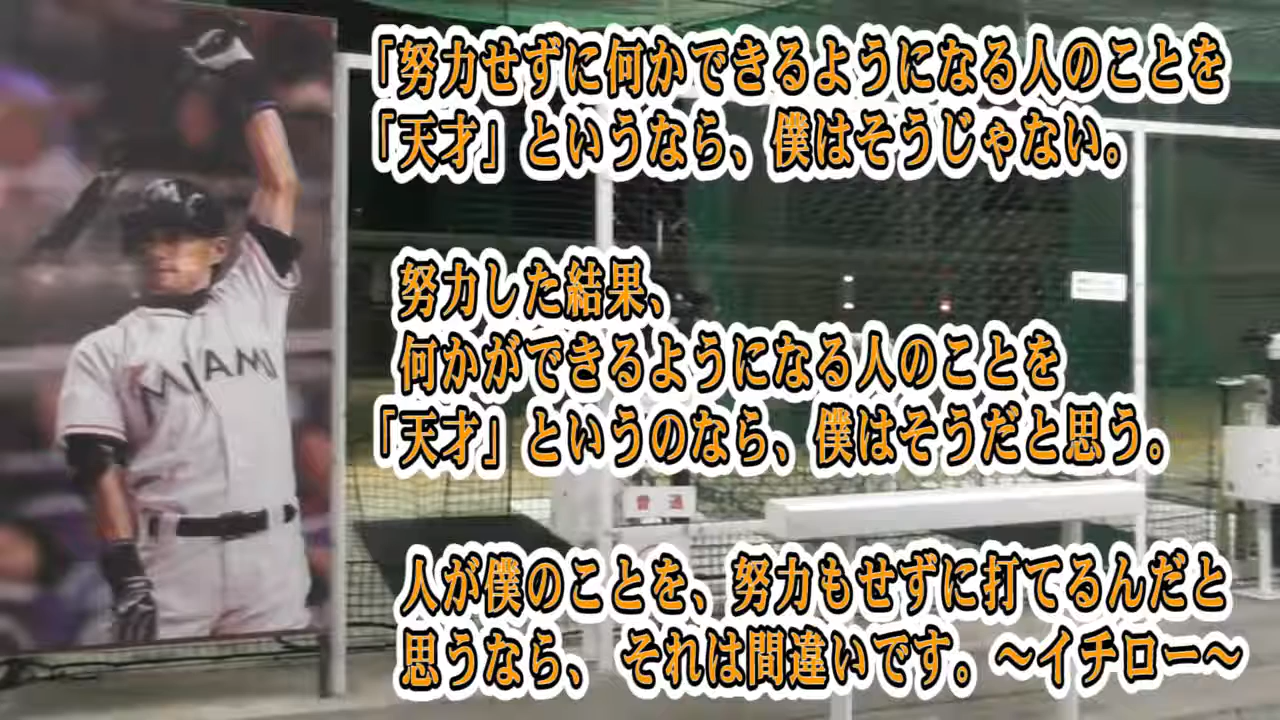 「努力せずに何かできるようになる人のことを
「天才」というなら、僕はそうじゃない。
努力した結果、
何かができるようになる人のことを
「天才」というのなら、僕はそうだと思う。
人が僕のことを、努力もせずに打てるんだと
思うなら、 それは間違いです。〜イチロー〜
MIAMI
普通